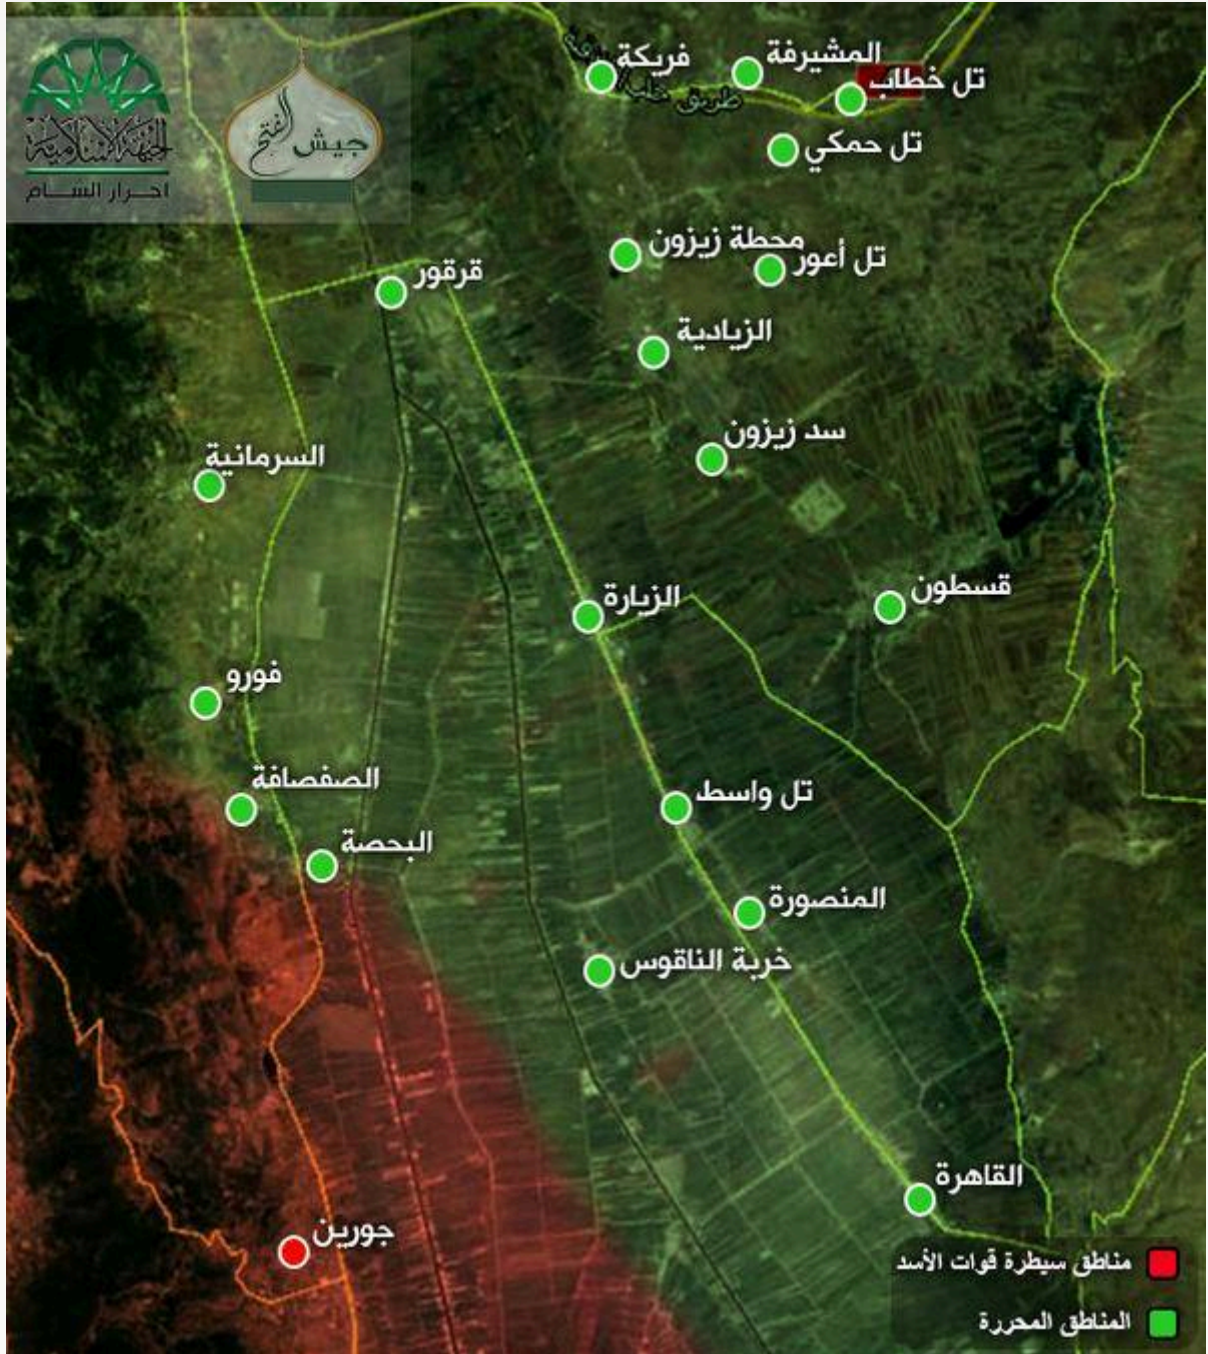 الجبهة الإسلامية
احرار الشام
جيش الفتح
فريكة
المشيرفة
تل خطاب
طريق حلب
تل حمكي
محطة زيزون
تل أعور
قرقور
الزيادية
سد زيزون
السرمانية
قسطون
الزيارة
فورو
الصفصافة
تل واسط
البحصة
المنصورة
خربة الناقوس
القاهرة
جورين
مناطق سيطرة قوات الأسد
المناطق المحررة